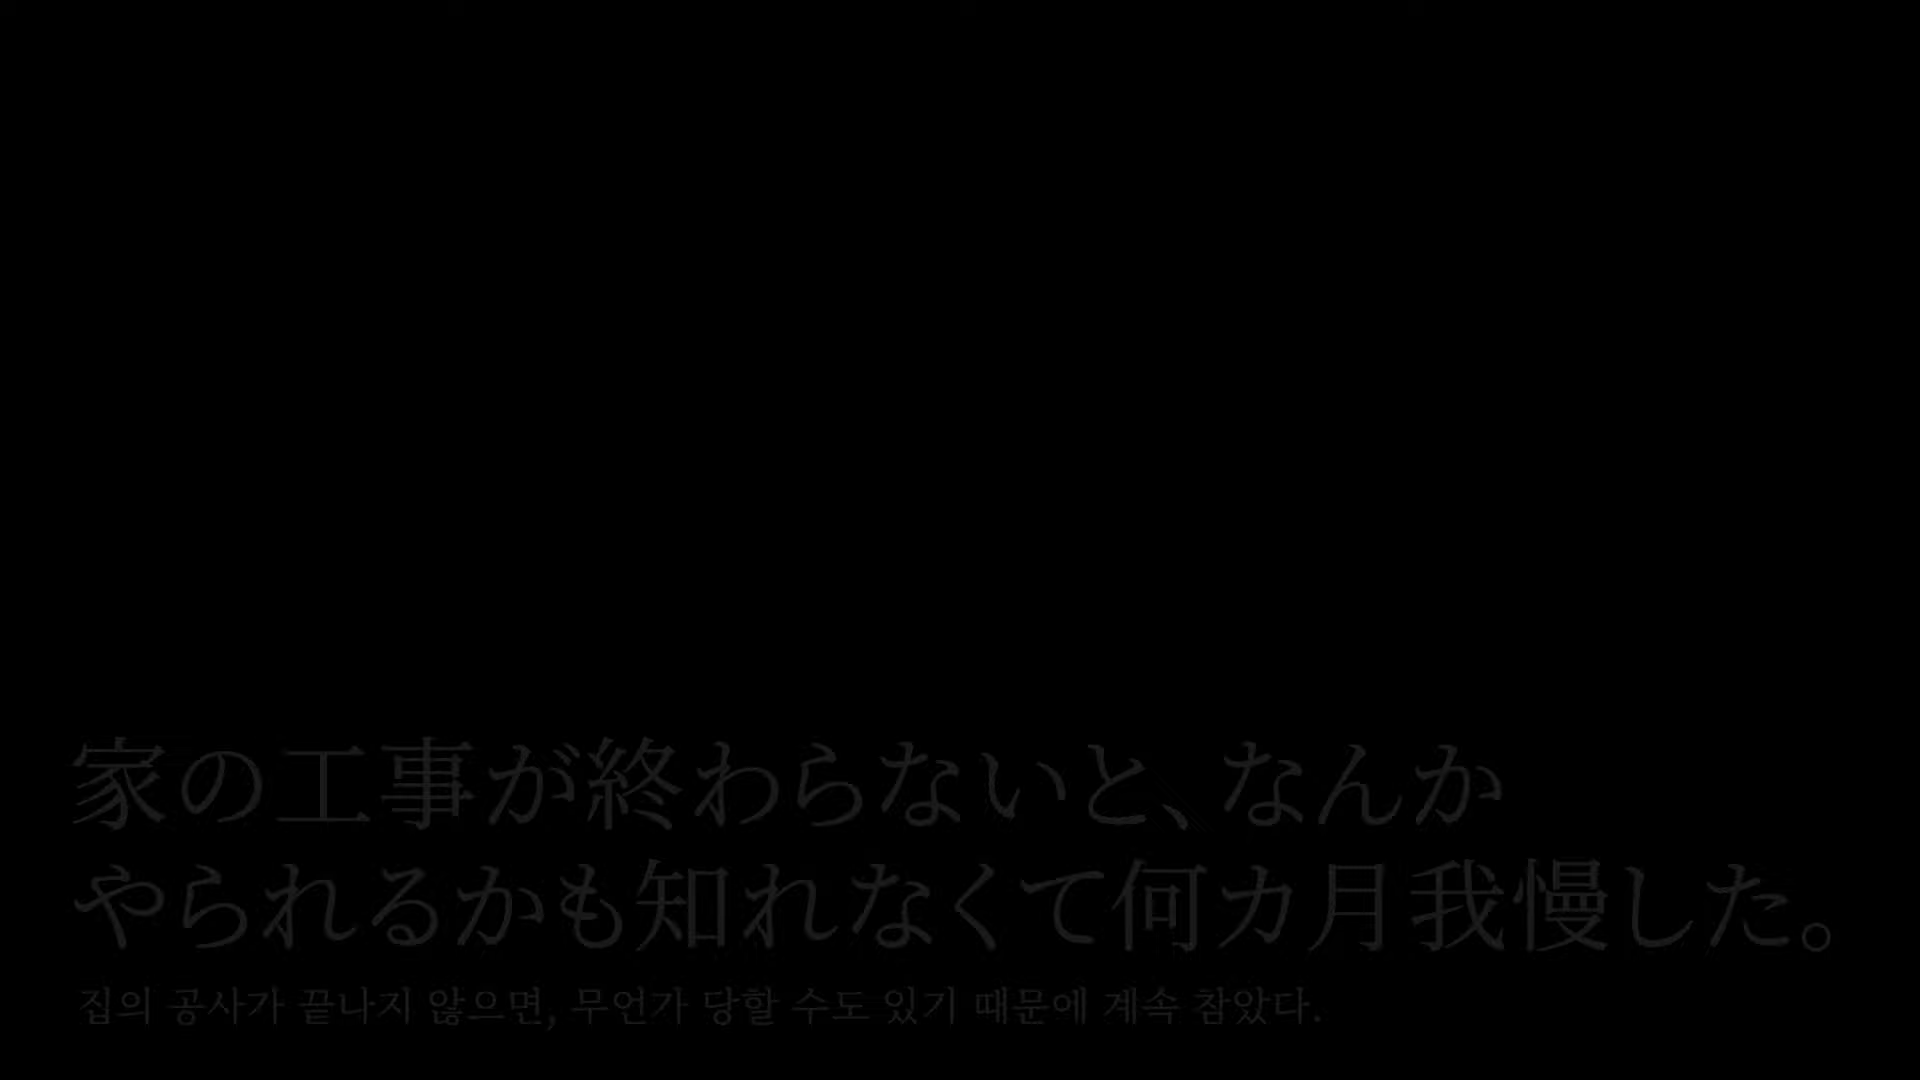 家の工事が終わらないと、なんか
やられるかも知れなくて何カ月我慢した。
집의 공사가 끝나지 않으면, 무언가 당할 수도 있기 때문에 계속 참았다.